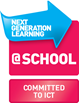 NEXT
GENERATION
LEARNING
@SCHOOL
COMMITTED
TO ICT